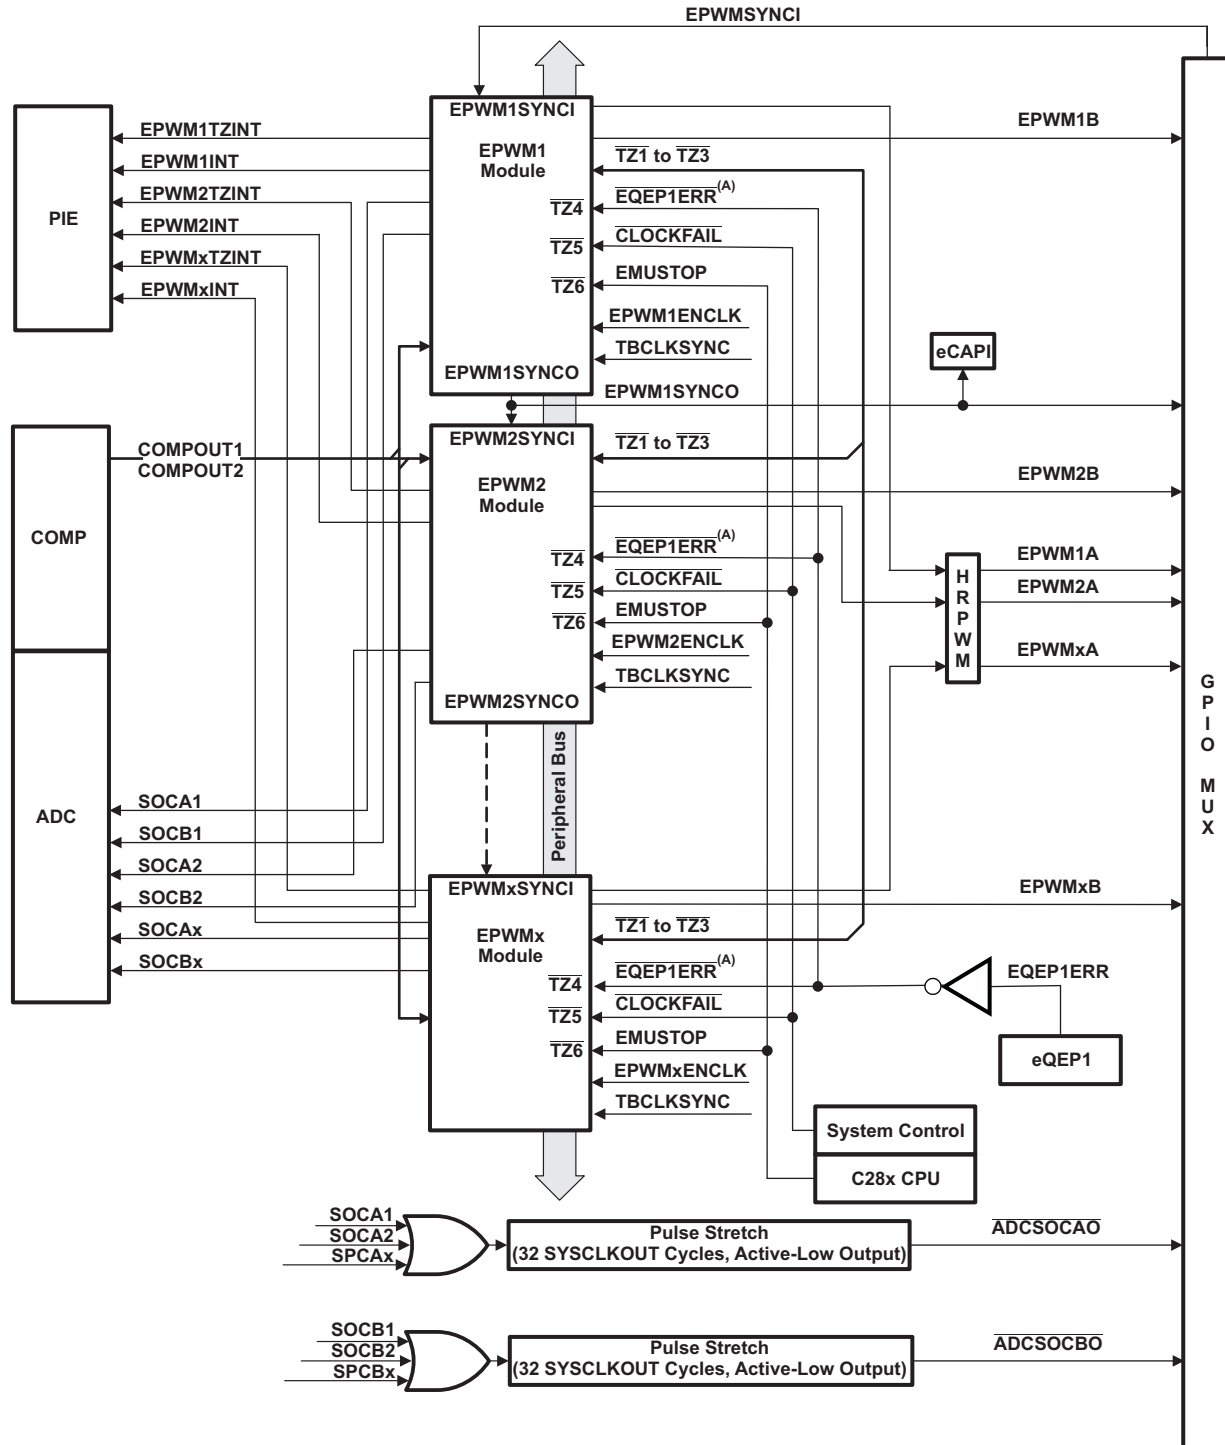 EPWMSYNCI
EPWM1SYNCI
EPWM1TZINT
EPWM1INT
EPWM2TZINT
EPWM2INT
EPWMxTZINT
EPWMxINT
PIE
EPWM1
Module
EPWM1B
TZ1 to TZ3
TZ4
EQEP1ERR(A)
TZ5
CLOCKFAIL
TZ6
EMUSTOP
EPWM1ENCLK
TBCLKSYNC
EPWM1SYNCO
eCAPI
EPWM1SYNCO
COMPOUT1
COMPOUT2
COMP
EPWM2SYNCI
EPWM2
Module
TZ1 to TZ3
EPWM2B
TZ4
EQEP1ERR(A)
TZ5
CLOCKFAIL
TZ6
EMUSTOP
EPWM2ENCLK
TBCLKSYNC
EPWM2SYNCO
HRPWM
EPWM1A
EPWM2A
EPWMxA
GPIO MUX
Peripheral Bus
ADC
SOCA1
SOCB1
SOCA2
SOCB2
SOCAx
SOCBx
EPWMxSYNCI
EPWMx
Module
EPWMxB
TZ1 to TZ3
TZ4
EQEP1ERR(A)
TZ5
CLOCKFAIL
TZ6
EMUSTOP
EPWMxENCLK
TBCLKSYNC
EQEP1ERR
eQEP1
System Control
C28x CPU
SOCA1
SOCA2
SPCAx
Pulse Stretch
(32 SYSCLKOUT Cycles, Active-Low Output)
ADCSOCAO
SOCB1
SOCB2
SPCBx
Pulse Stretch
(32 SYSCLKOUT Cycles, Active-Low Output)
ADCSOCBO